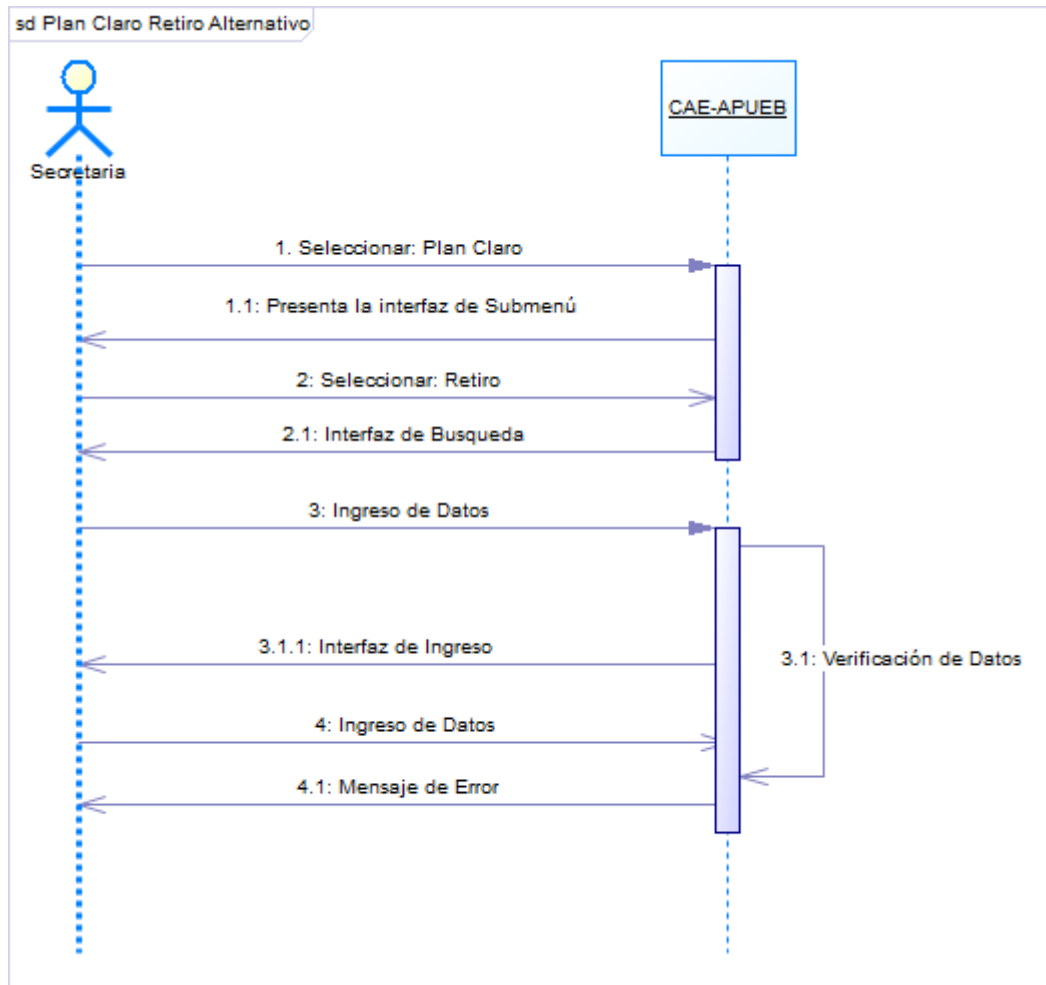 sd Plan Claro Retiro Alternativo
CAE-APUEB
Secretaria
1. Seleccionar: Plan Claro
1.1: Presenta la interfaz de Submenú
2: Seleccionar: Retiro
2.1: Interfaz de Busqueda
3: Ingreso de Datos
3.1.1: Interfaz de Ingreso
3.1: Verificación de Datos
4: Ingreso de Datos
4.1: Mensaje de Error